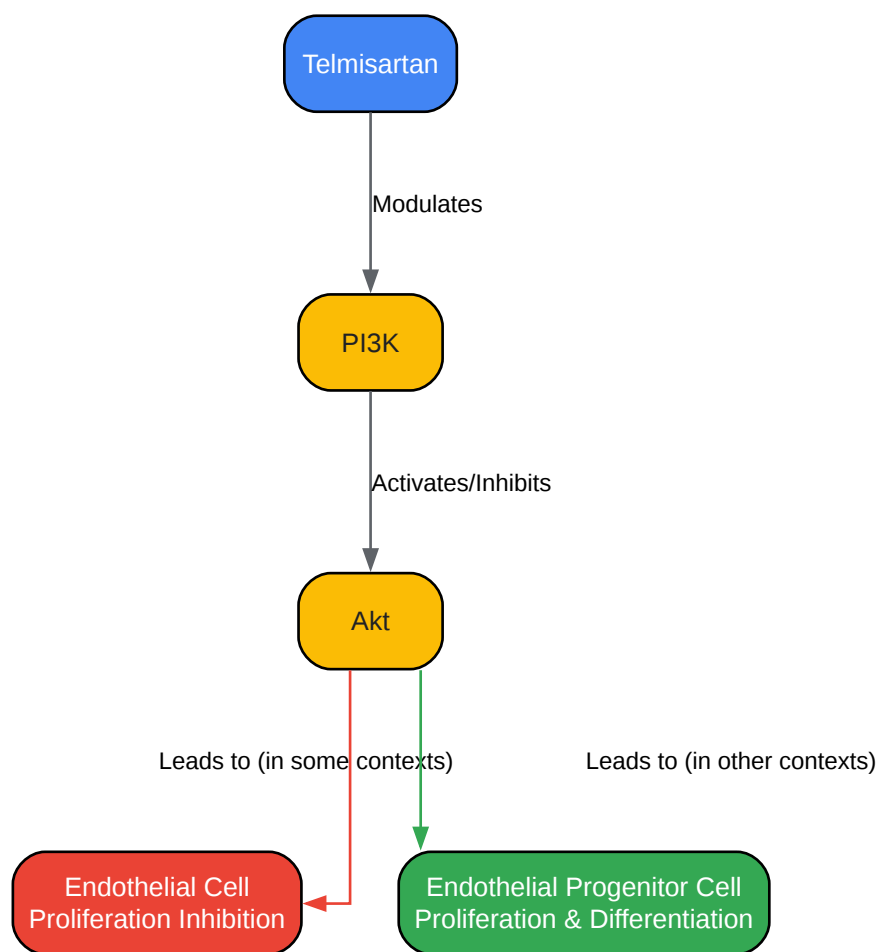 Telmisartan
Modulates
PI3K
Activates/Inhibits
Akt
Leads to (in some contexts)
Leads to (in other contexts)
Endothelial Cell
Proliferation Inhibition
Endothelial Progenitor Cell
Proliferation & Differentiation